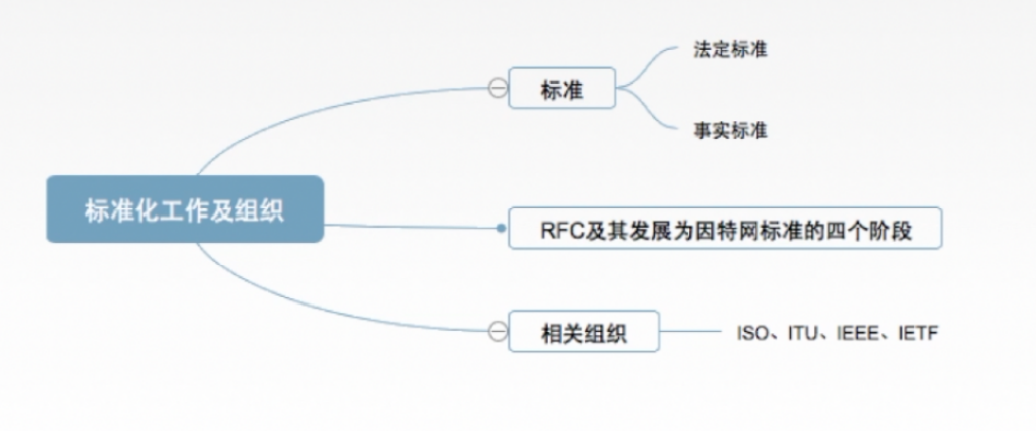 法定标准
标准
事实标准
标准化工作及组织
RFC及其发展为因特网标准的四个阶段
相关组织
ISO、ITU、IEEE、IETF